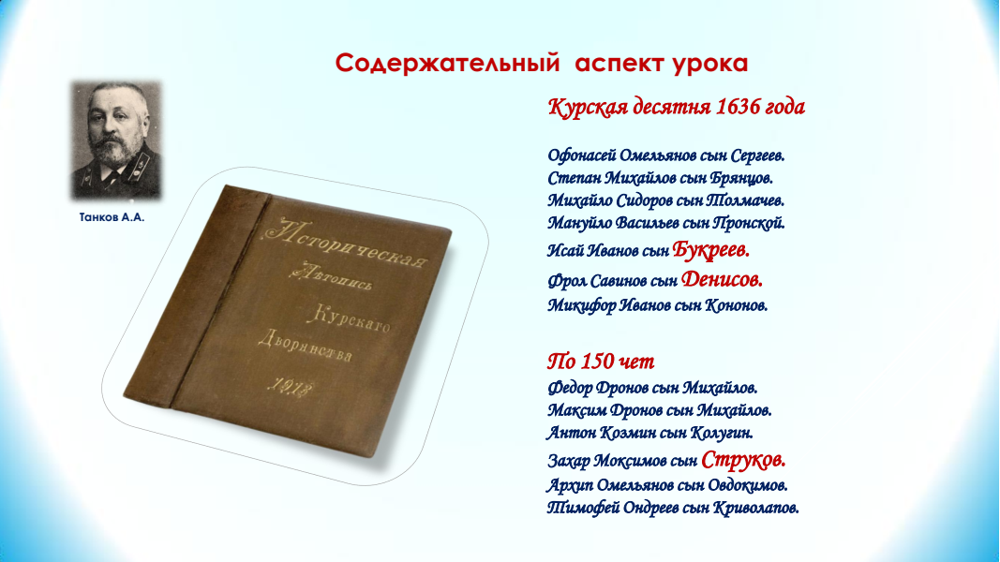 Содержательный аспект урока
Танков А.А.
Историческая
Лѣтопись
Курскаго
Дворянства
1913
Курская десятня 1636 года
Офонасей Омельянов сын Сергеев.
Степан Михайлов сын Брянцов.
Михайло Сидоров сын Толмачев.
Мануйло Васильев сын Пронской.
Исай Иванов сын Букреев.
Фрол Савинов сын Денисов.
Микифор Иванов сын Кононов.
По 150 чет
Федор Дронов сын Михайлов.
Максим Дронов сын Михайлов.
Антон Козмин сын Колугин.
Захар Моксимов сын Струков.
Архип Омельянов сын Овдокимов.
Тимофей Ондреев сын Криволапов.